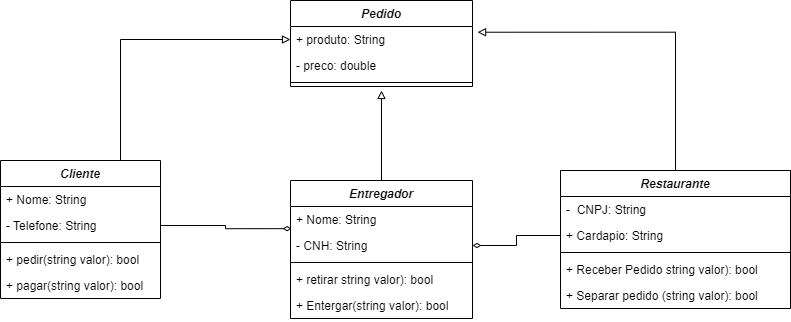 Pedido
+ produto: String
- preco: double
Cliente
+ Nome: String
- Telefone: String
+ pedir(string valor): bool
+ pagar(string valor): bool
Entregador
+ Nome: String
- CNH: String
+ retirar string valor): bool
+ Entergar(string valor): bool
Restaurante
- CNPJ: String
+ Cardapio: String
+ Receber Pedido string valor): bool
+ Separar pedido (string valor): bool